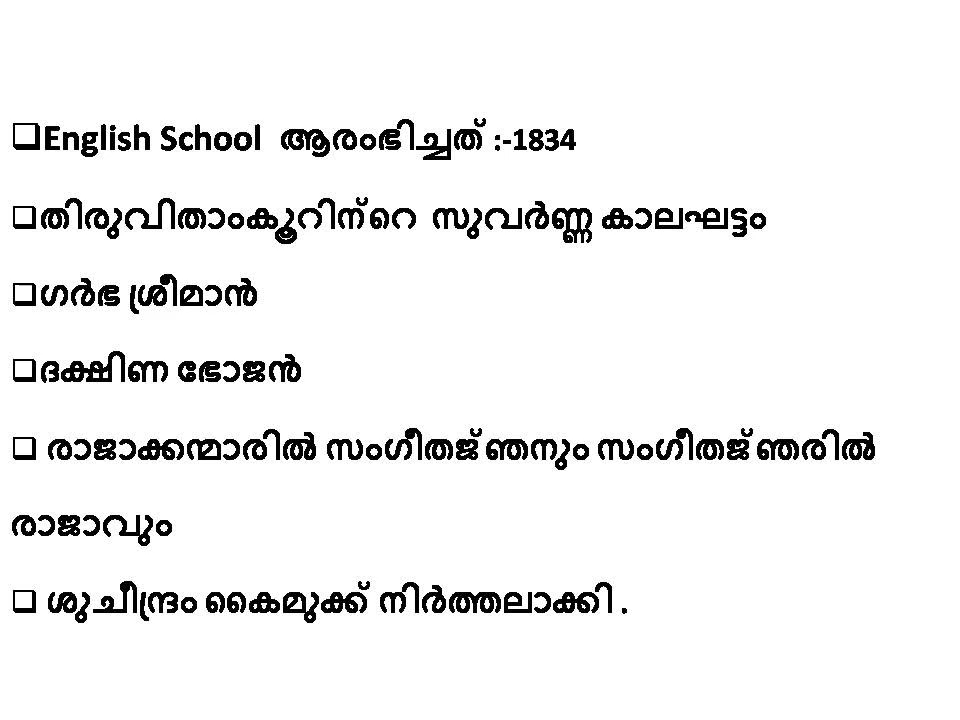 ❑English School ആരംഭിച്ചത് :-1834
❑തിരുവിതാംകൂറിന്റെ സുവർണ്ണ കാലഘട്ടം
❑ഗർഭ ശ്രീമാൻ
❑ദക്ഷിണ ഭോജൻ
❑ രാജാക്കന്മാരിൽ സംഗീതജ്ഞനും സംഗീതജ്ഞരിൽ
രാജാവും
❑ ശുചീന്ദ്രം കൈമുക്ക് നിർത്തലാക്കി .